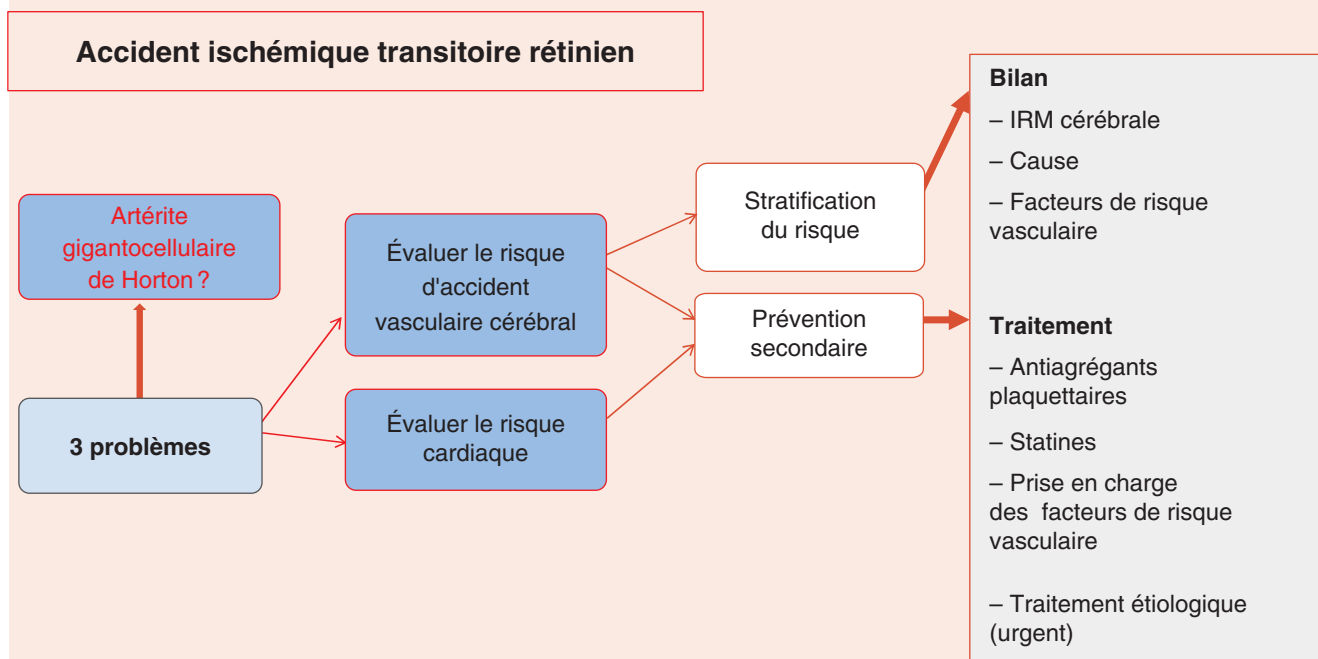 Accident ischémique transitoire rétinien
Artérite
gigantocellulaire
de Horton ?
3 problèmes
Évaluer le risque
d'accident
vasculaire cérébral
Évaluer le risque
cardiaque
Stratification
du risque
Prévention
secondaire
Bilan
– IRM cérébrale
– Cause
– Facteurs de risque
vasculaire
Traitement
– Antiagrégants
plaquettaires
– Statines
– Prise en charge
des facteurs de risque
vasculaire
– Traitement étiologique
(urgent)